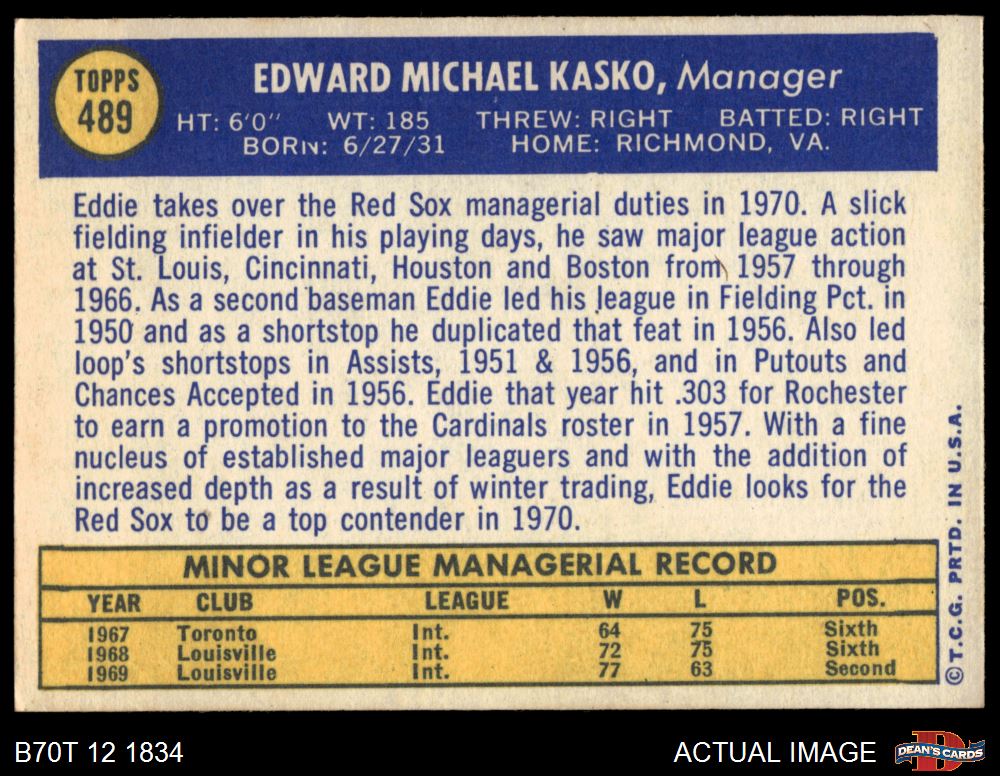 TOPPS
489
EDWARD MICHAEL KASKO, Manager
HT: 6'0" WT: 185 THREW: RIGHT BATTED: RIGHT
BORN: 6/27/31 HOME: RICHMOND, VA.
Eddie takes over the Red Sox managerial duties in 1970. A slick
fielding infielder in his playing days, he saw major league action
at St. Louis, Cincinnati, Houston and Boston from 1957 through
1966. As a second baseman Eddie led his league in Fielding Pct. in
1950 and as a shortstop he duplicated that feat in 1956. Also led
loop's shortstops in Assists, 1951 & 1956, and in Putouts and
Chances Accepted in 1956. Eddie that year hit .303 for Rochester
to earn a promotion to the Cardinals roster in 1957. With a fine
nucleus of established major leaguers and with the addition of
increased depth as a result of winter trading, Eddie looks for the
Red Sox to be a top contender in 1970.
MINOR LEAGUE MANAGERIAL RECORD
YEAR CLUB LEAGUE W L POS.
1967 Toronto Int. 64 75 Sixth
1968 Louisville Int. 72 75 Sixth
1969 Louisville Int. 77 63 Second
© T.C.G. PRTD. IN U.S.A.
B70T 12 1834
ACTUAL IMAGE
DEAN'S CARDS